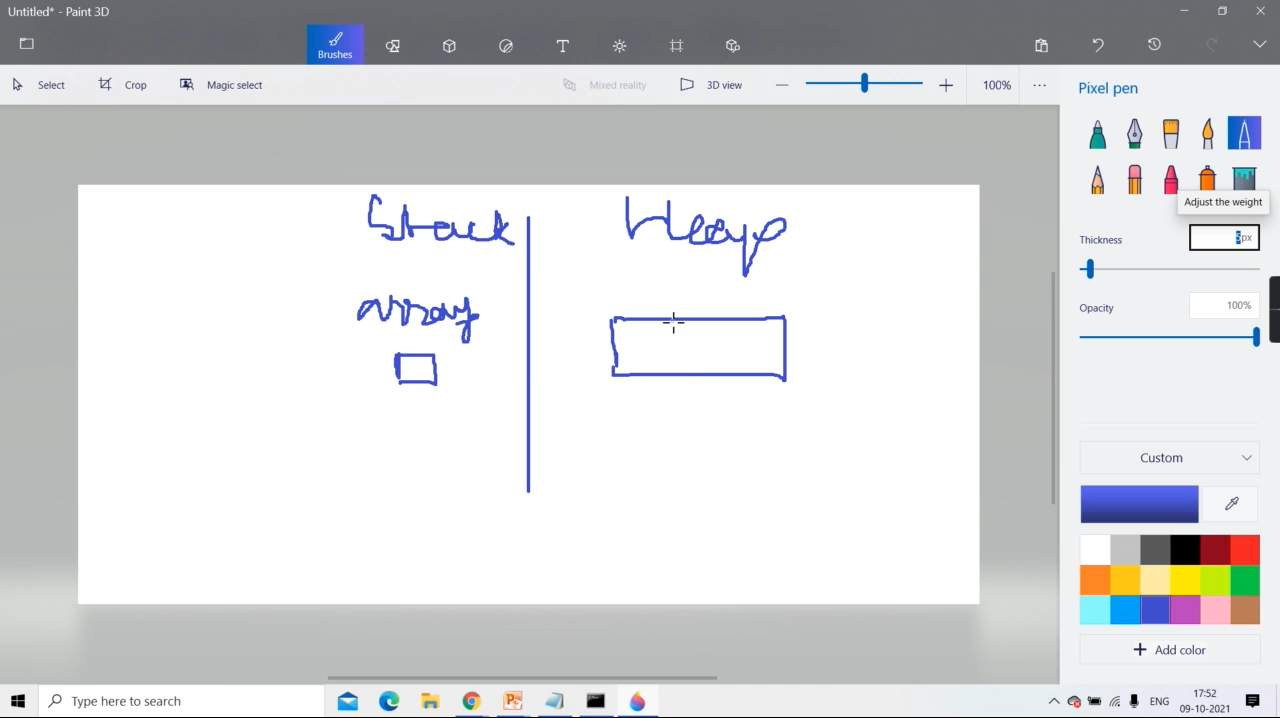 Untitled* - Paint 3D
Brushes
Select Crop Magic select Mixed reality 3D view 100%
Pixel pen
Adjust the weight
Thickness 5px
Opacity 100%
Stack Heap
array
Custom
Add color
Type here to search
ENG 17:52
09-10-2021